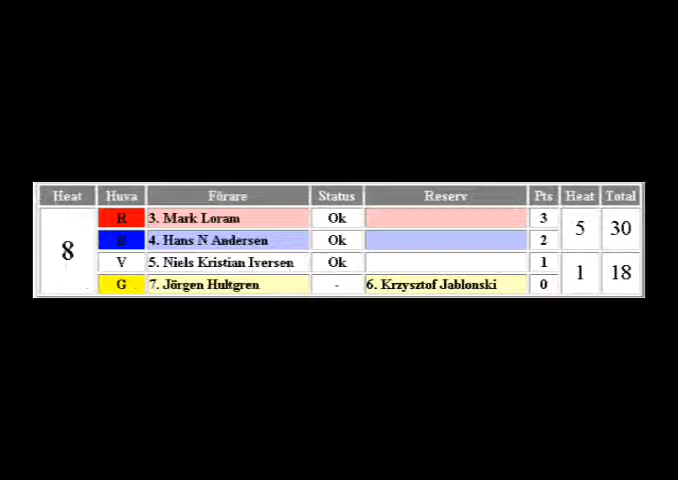 Heat Huva Förare Status Reserv Pts Heat Total
8 R 3. Mark Loram Ok 3 5 30
B 4. Hans N Andersen Ok 2
V 5. Niels Kristian Iversen Ok 1 1 18
G 7. Jörgen Hultgren - 6. Krzysztof Jablonski 0